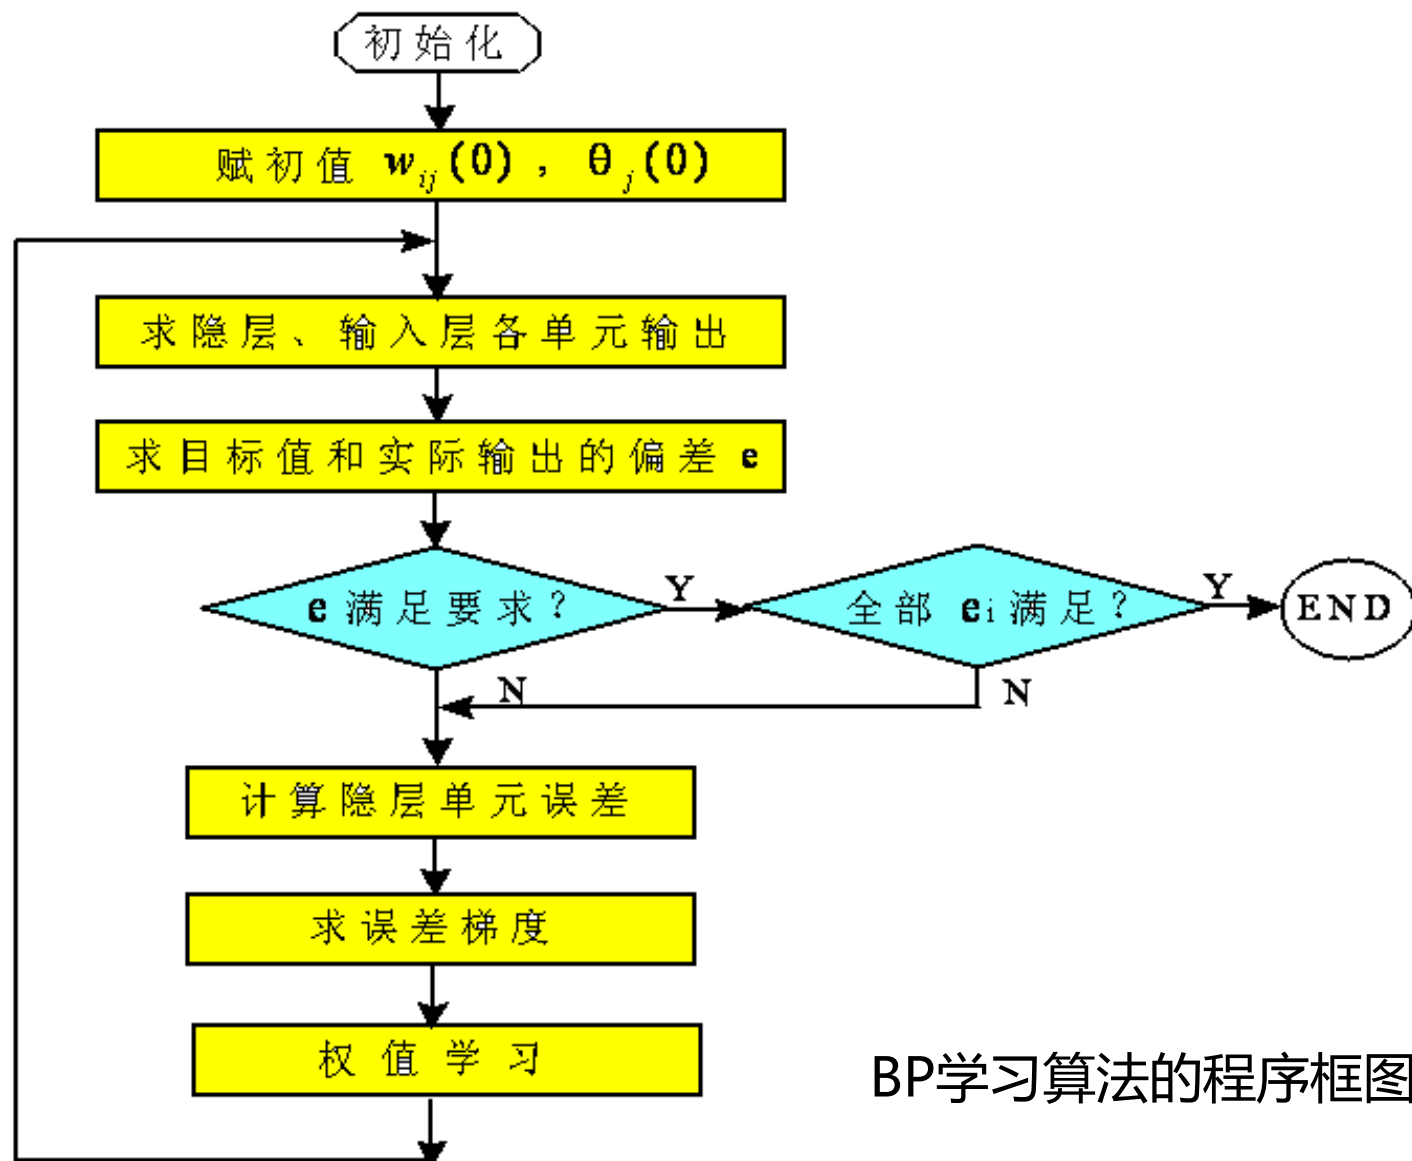 初始化
赋初值 w_ij(0), θ_j(0)
求隐层、输入层各单元输出
求目标值和实际输出的偏差 e
e 满足要求?
Y
全部 ei 满足?
Y
END
N
N
计算隐层单元误差
求误差梯度
权值学习
BP学习算法的程序框图